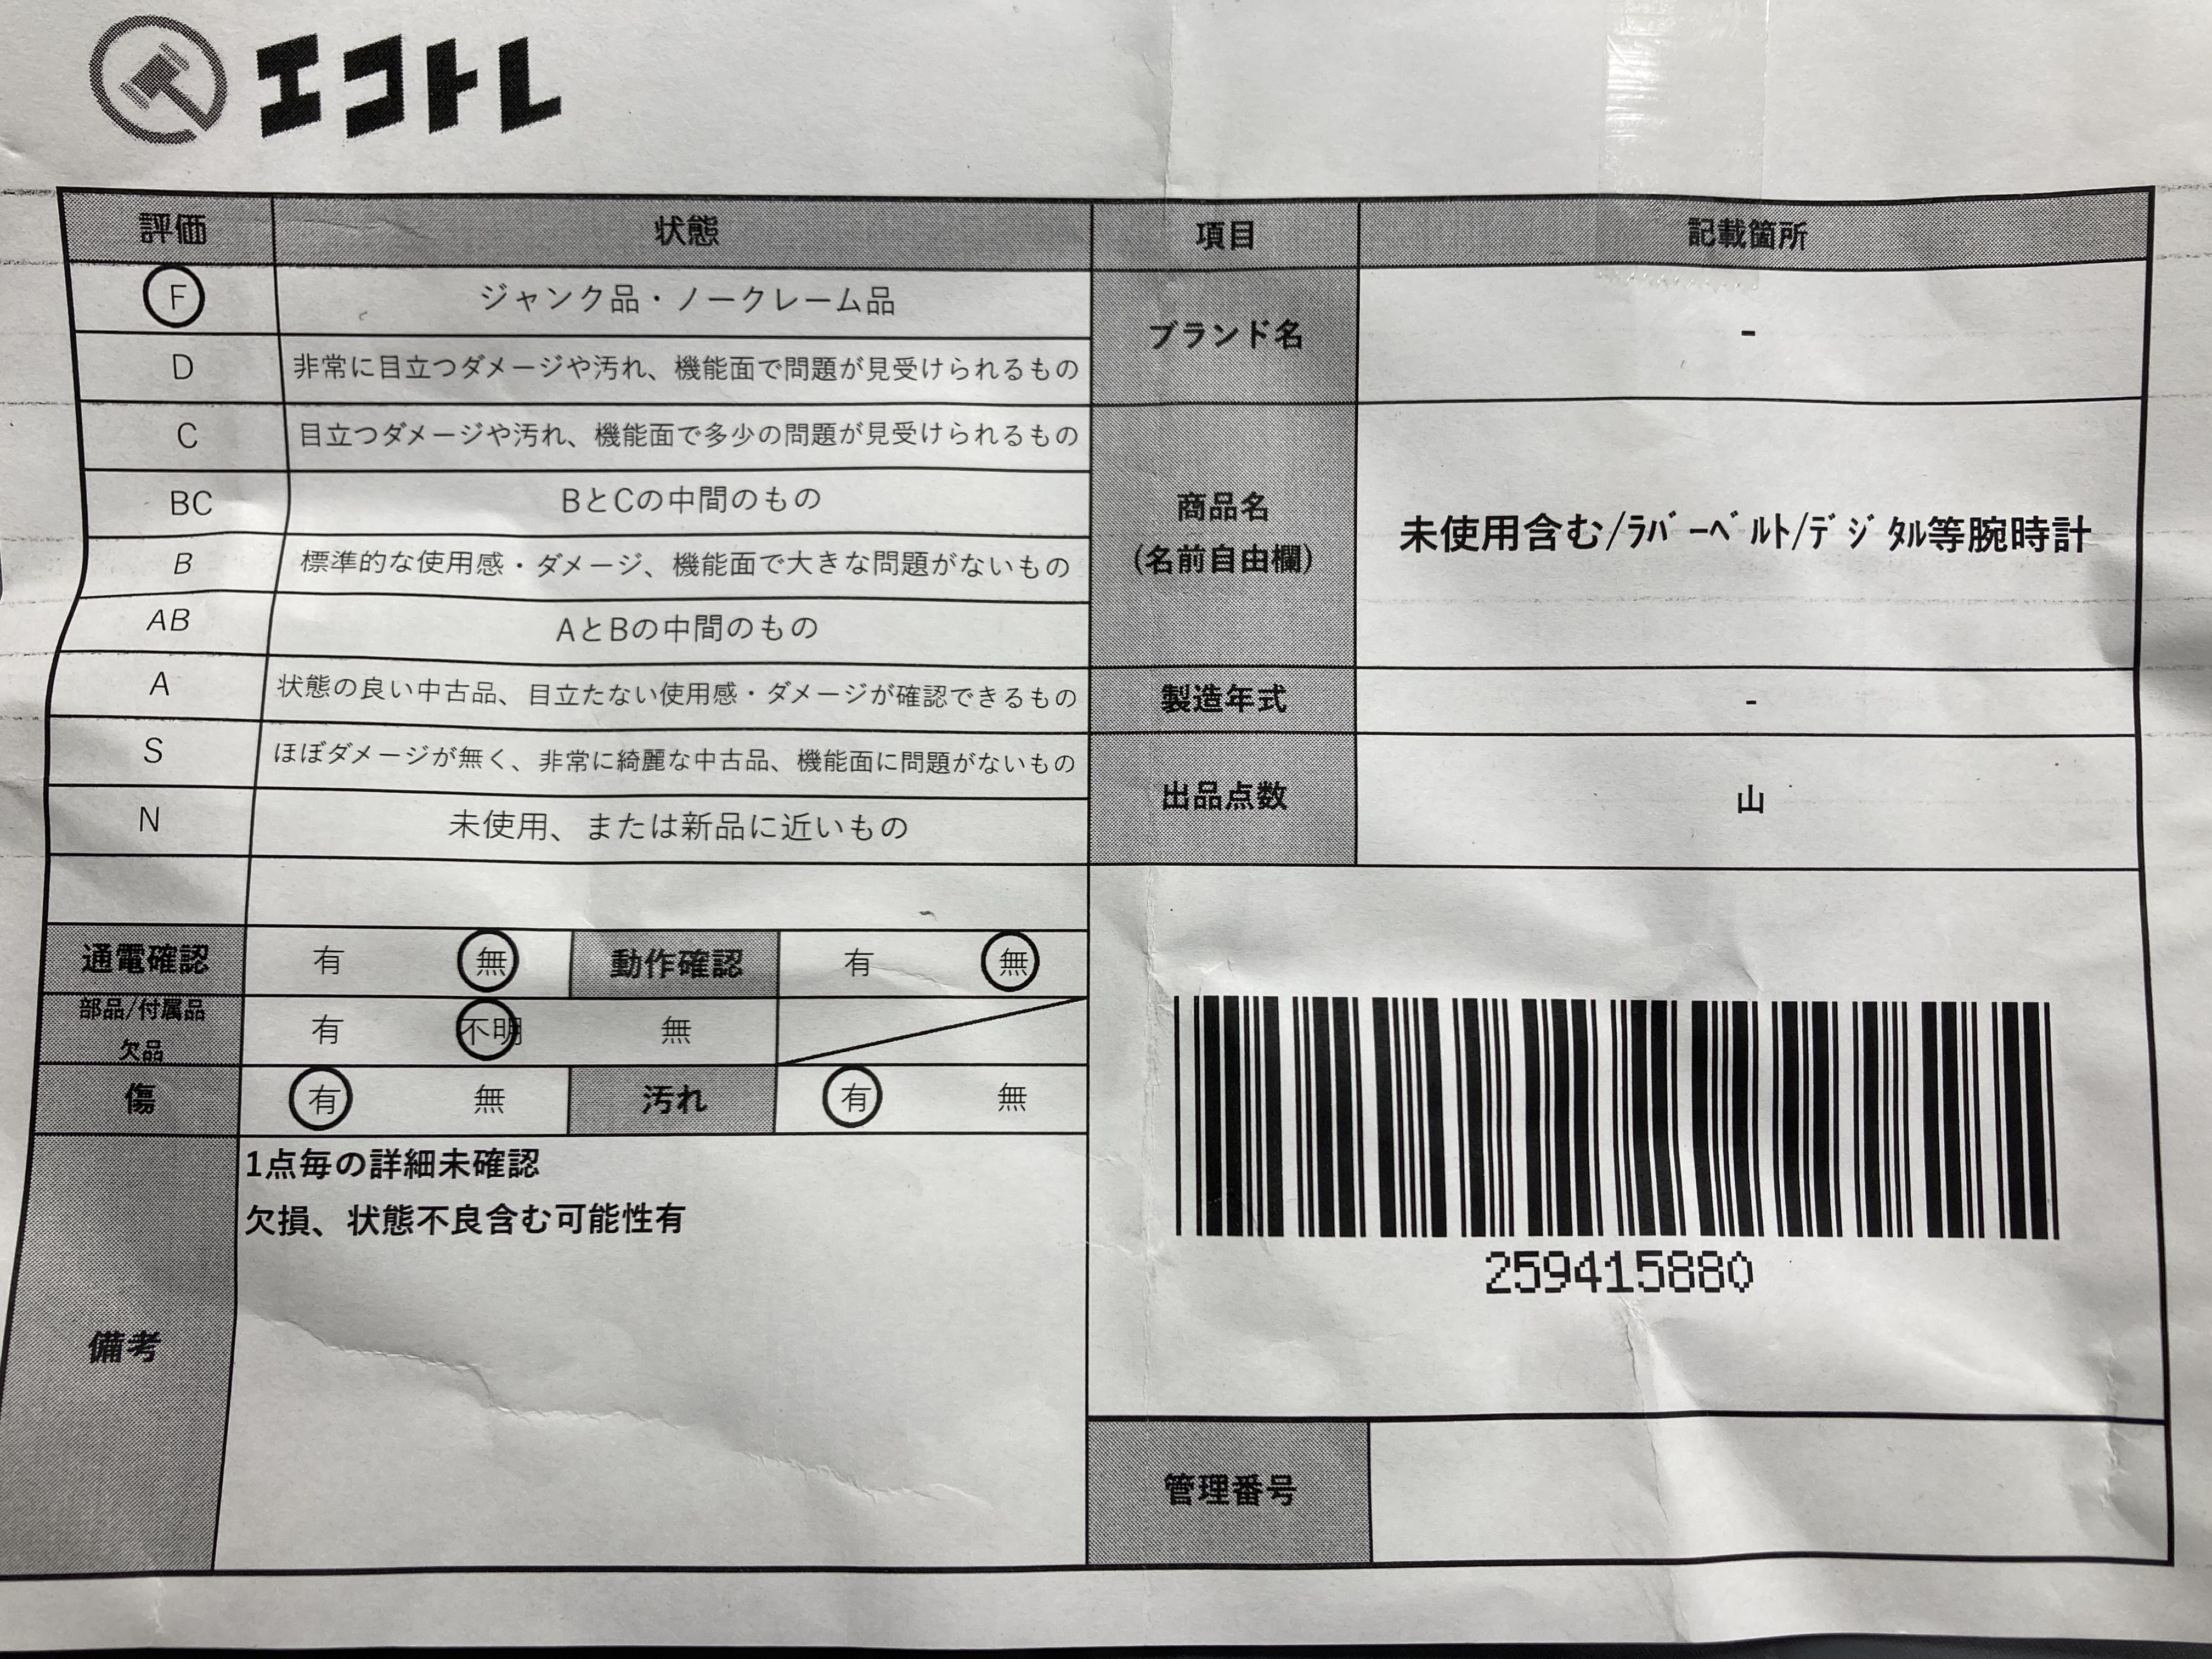 エコトレ
評価 状態 項目 記載箇所
F ジャンク品・ノークレーム品
D 非常に目立つダメージや汚れ、機能面で問題が見受けられるもの
ブランド名 -
C 目立つダメージや汚れ、機能面で多少の問題が見受けられるもの
BC BとCの中間のもの
B 標準的な使用感・ダメージ、機能面で大きな問題がないもの
商品名
(名前自由欄)
未使用含む/ﾗﾊﾞｰﾍﾞﾙﾄ/ﾃﾞｼﾞﾀﾙ等腕時計
AB AとBの中間のもの
A 状態の良い中古品、目立たない使用感・ダメージが確認できるもの
製造年式 -
S ほぼダメージが無く、非常に綺麗な中古品、機能面に問題がないもの
N 未使用、または新品に近いもの
出品点数 山
通電確認 有 無 動作確認 有 無
部品/付属品
欠品
有 不明 無
傷 有 無 汚れ 有 無
備考
1点毎の詳細未確認
欠損、状態不良含む可能性有
259415880
管理番号